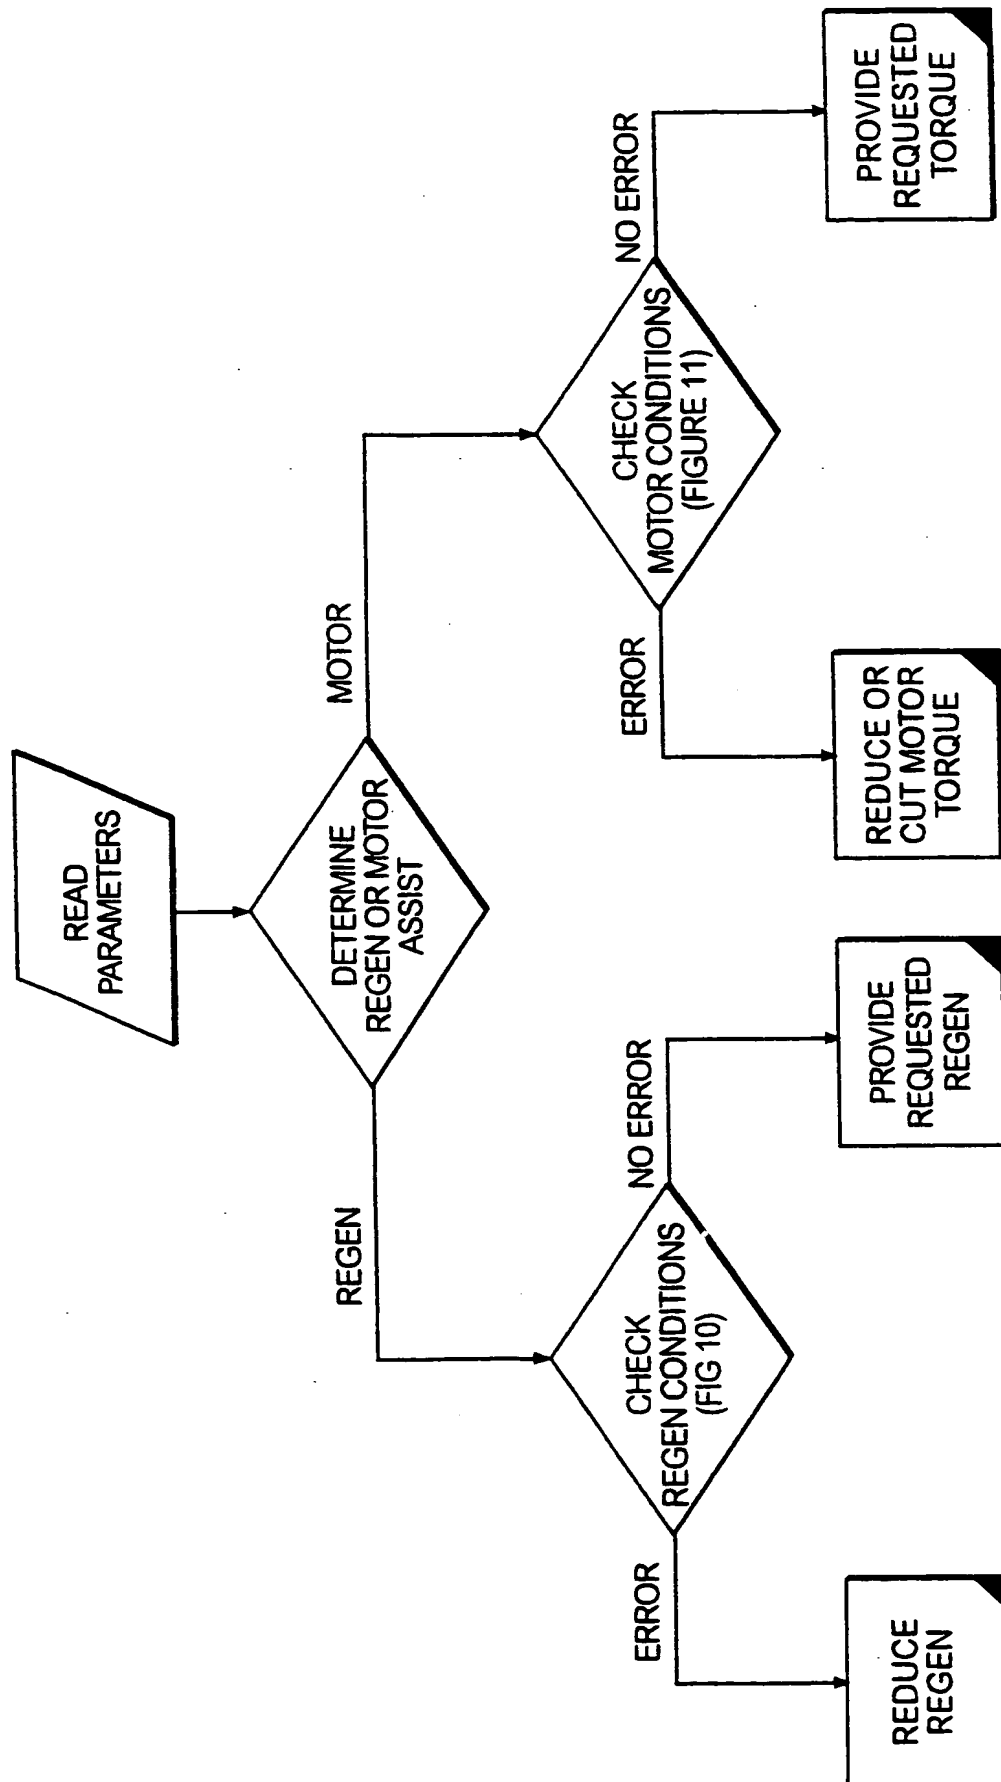 READ
PARAMETERS
DETERMINE
REGEN OR MOTOR
ASSIST
REGEN
MOTOR
CHECK
REGEN CONDITIONS
(FIG 10)
CHECK
MOTOR CONDITIONS
(FIGURE 11)
ERROR
NO ERROR
ERROR
NO ERROR
REDUCE
REGEN
PROVIDE
REQUESTED
REGEN
REDUCE OR
CUT MOTOR
TORQUE
PROVIDE
REQUESTED
TORQUE